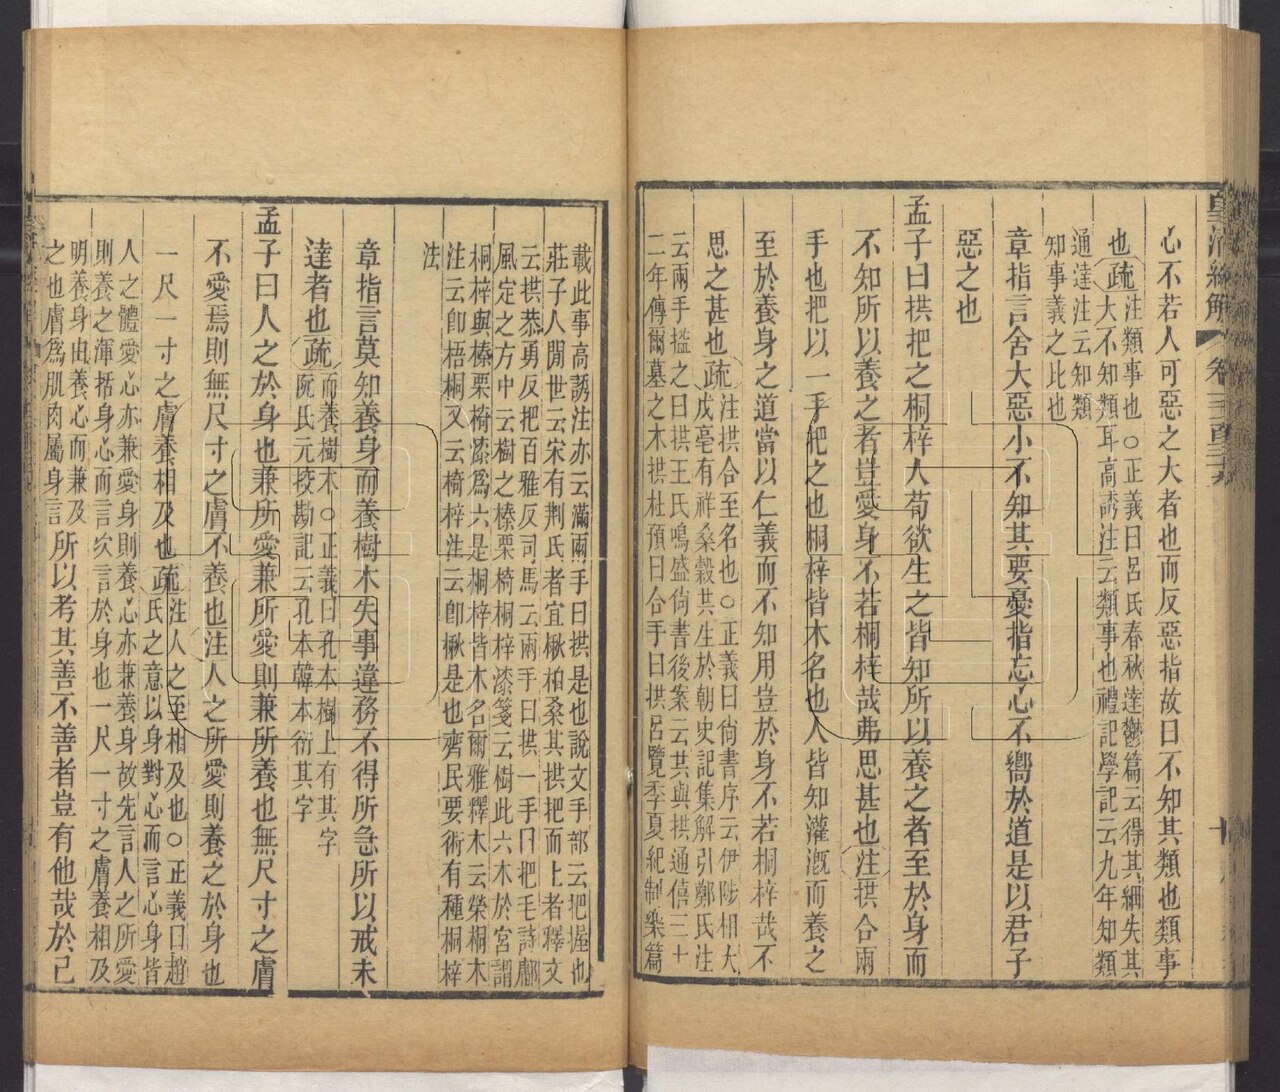 皇清經解
心不若人可惡之大者也而反惡指故曰不知其類也類事
也疏注類事也○正義曰呂氏春秋達鬱篇云得其細失其
大不知類耳高誘注云類事也禮記學記云九年知類
通達注云知類
知事義之比也
章指言舍大惡小不知其要憂指忘心不嚮於道是以君子
惡之也
孟子曰拱把之桐梓人苟欲生之皆知所以養之者至於身而
不知所以養之者豈愛身不若桐梓哉弗思甚也注拱合兩
手也把以一手把之也桐梓皆木名也人皆知灌漑而養之
至於養身之道當以仁義而不知用豈於身不若桐梓哉不
思之甚也疏注拱合至名也○正義曰尙書序云伊陟相大
戊亳有祥桑穀共生於朝史記集解引鄭氏注
云兩手搤之曰拱王氏鳴盛尙書後案云共與拱通僖三十
二年傳爾墓之木拱杜預曰合手曰拱呂覽季夏紀制樂篇
載此事高誘注亦云滿兩手曰拱是也說文手部云把握也
莊子人閒世云宋有荆氏者宜楸柏桑其拱把而上者釋文
云拱恭勇反把百雅反司馬云兩手曰拱一手曰把毛詩鄘
風定之方中云樹之榛栗椅桐梓漆箋云樹此六木於宮謂
桐梓與榛栗椅漆爲六是桐梓皆木名爾雅釋木云榮桐木
注云卽梧桐又云椅梓注云卽楸是也齊民要術有種桐梓
法
章指言莫知養身而養樹木失事違務不得所急所以戒未
達者也疏而養樹木○正義曰孔本樹上有其字
阮氏元挍勘記云孔本韓本衍其字
孟子曰人之於身也兼所愛兼所愛則兼所養也無尺寸之膚
不愛焉則無尺寸之膚不養也注人之所愛則養之於身也
一尺一寸之膚養相及也疏注人之至相及也○正義曰趙
氏之意以身對心而言心身皆
人之體愛心亦兼愛身則養心亦兼養身故先言人之所愛
則養之渾括身心而言次言於身也一尺一寸之膚養相及
明養身由養心而兼及
之也膚爲肌肉屬身言所以考其善不善者豈有他哉於己